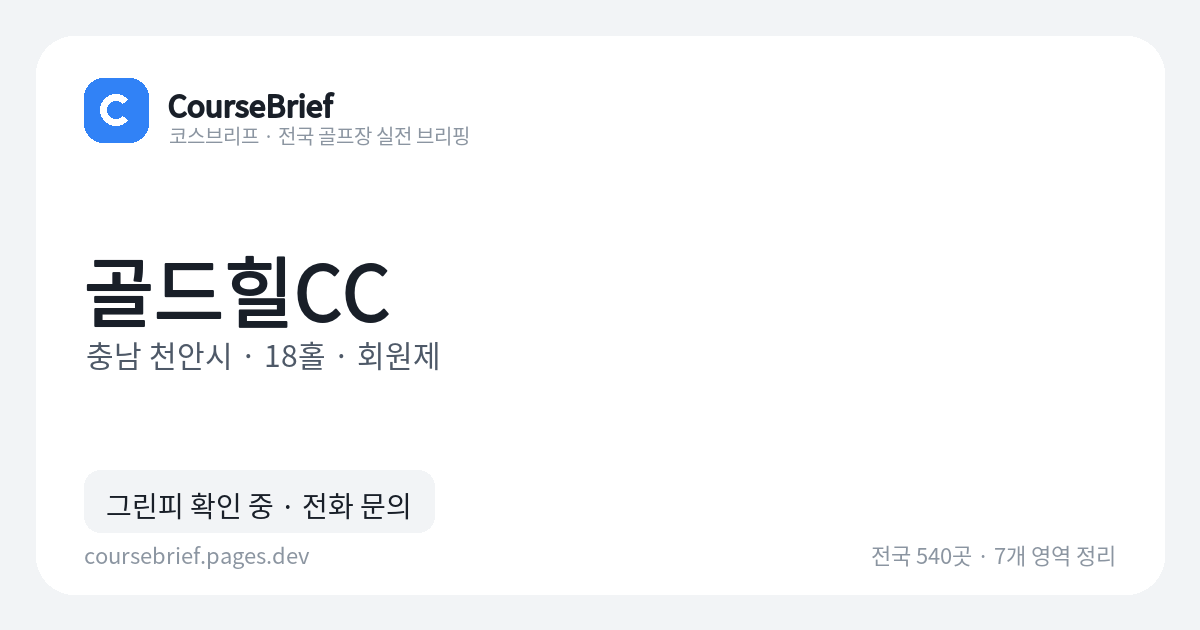 C
CourseBrief
코스브리프 · 전국 골프장 실전 브리핑
골드힐CC
충남 천안시 · 18홀 · 회원제
그린피 확인 중 · 전화 문의
coursebrief.pages.dev
전국 540곳 · 7개 영역 정리